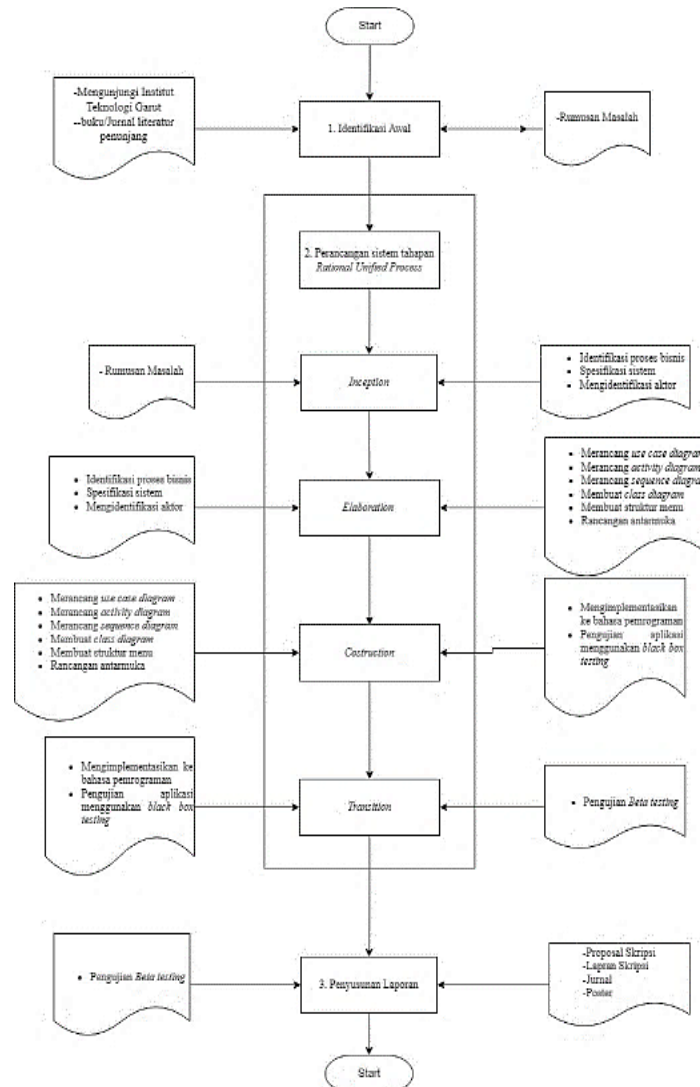 Start
-Mengunjungi Institut
Teknologi Garut
--buku/Jurnal literatur
penunjang
1. Identifikasi Awal
-Rumusan Masalah
2. Perancangan sistem tahapan
Rational Unified Process
- Rumusan Masalah
Inception
• Identifikasi proses bisnis
• Spesifikasi sistem
• Mengidentifikasi aktor
• Identifikasi proses bisnis
• Spesifikasi sistem
• Mengidentifikasi aktor
Elaboration
• Merancang use case diagram
• Merancang activity diagram
• Merancang sequence diagra
• Membuat class diagram
• Membuat struktur menu
• Rancangan antarmuka
• Merancang use case diagram
• Merancang activity diagram
• Merancang sequence diagram
• Membuat class diagram
• Membuat struktur menu
• Rancangan antarmuka
Costruction
• Mengimplementasikan
ke bahasa pemrograman
• Pengujian aplikasi
menggunakan black box
testing
• Mengimplementasikan ke
bahasa pemrograman
• Pengujian aplikasi
menggunakan black box
testing
Transition
• Pengujian Beta testing
• Pengujian Beta testing
3. Penyusunan Laporan
-Proposal Skripsi
-Lapran Skripsi
-Jurnal
-Poster
Start